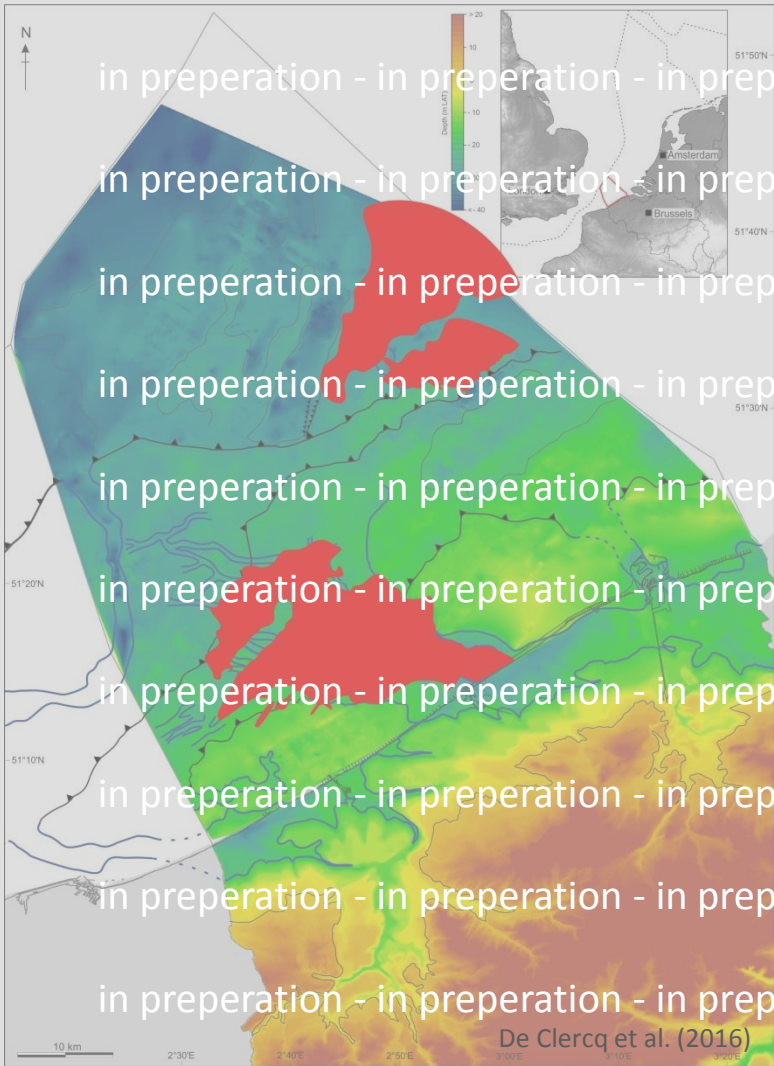 N
> 20
10
-10
-20
< -40
Depth (m LAT)
Amsterdam
London
Brussels
51°50'N
in preperation - in preperation - in prep
in preperation - in preperation - in prep
51°40'N
in preperation - in preperation - in prep
in preperation - in preperation - in prep
51°30'N
in preperation - in preperation - in prep
51°20'N
in preperation - in preperation - in prep
in preperation - in preperation - in prep
51°10'N
in preperation - in preperation - in prep
in preperation - in preperation - in prep
in preperation - in preperation - in prep
De Clercq et al. (2016)
10 km
2°30'E
2°40'E
2°50'E
3°00'E
3°10'E
3°20'E